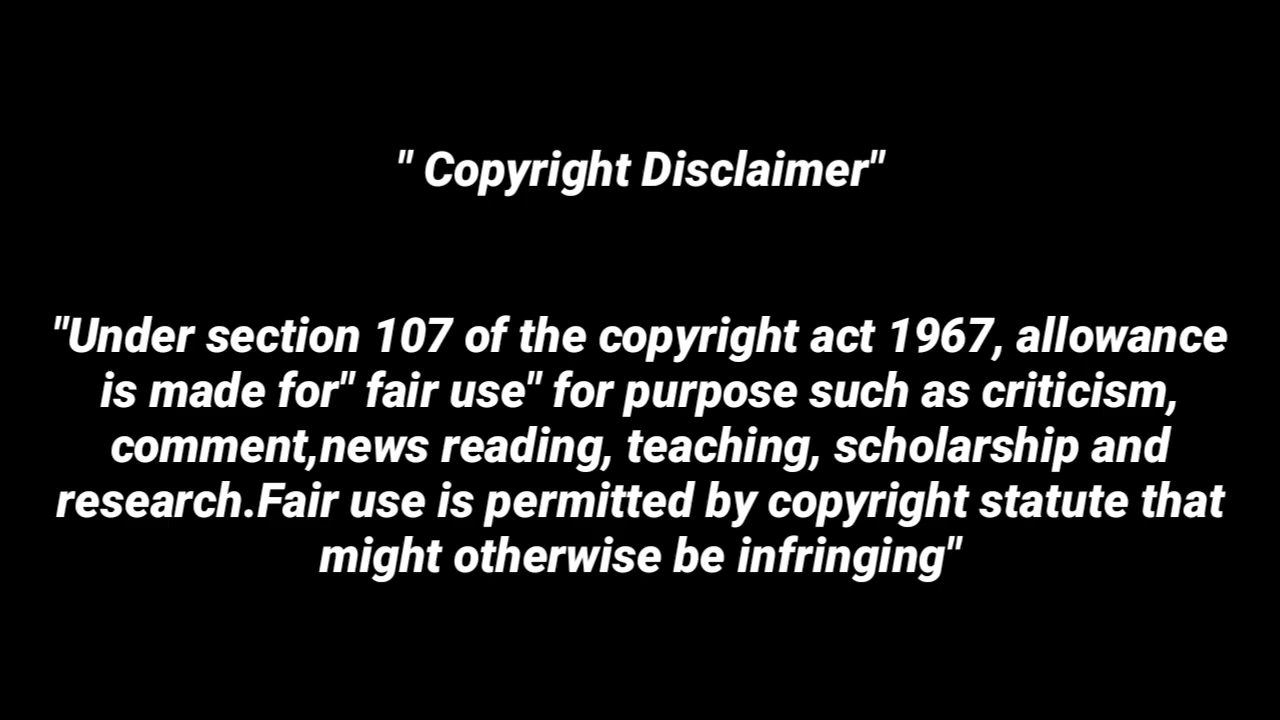 " Copyright Disclaimer"
"Under section 107 of the copyright act 1967, allowance
is made for" fair use" for purpose such as criticism,
comment,news reading, teaching, scholarship and
research.Fair use is permitted by copyright statute that
might otherwise be infringing"